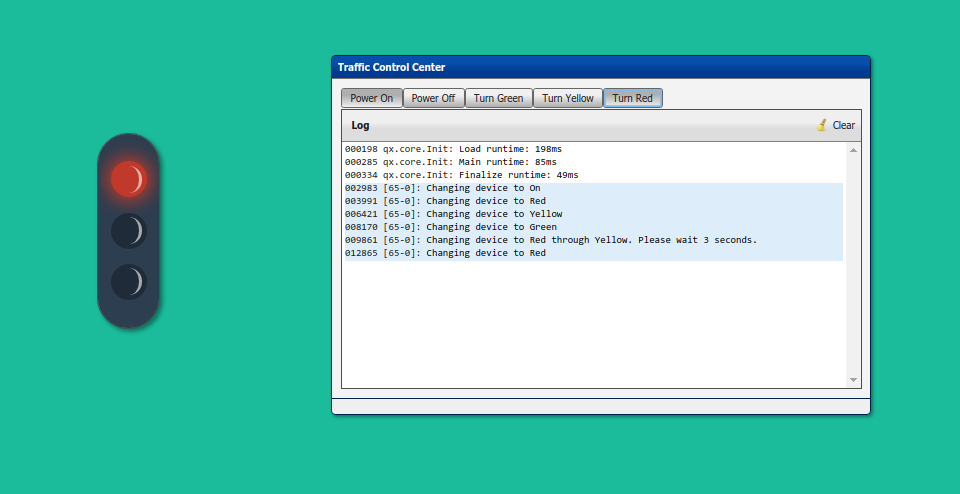 Traffic Control Center
Power On Power Off Turn Green Turn Yellow Turn Red
Log Clear
000198 qx.core.Init: Load runtime: 198ms
000285 qx.core.Init: Main runtime: 85ms
000334 qx.core.Init: Finalize runtime: 49ms
002983 [65-0]: Changing device to On
003991 [65-0]: Changing device to Red
006421 [65-0]: Changing device to Yellow
008170 [65-0]: Changing device to Green
009861 [65-0]: Changing device to Red through Yellow. Please wait 3 seconds.
012865 [65-0]: Changing device to Red